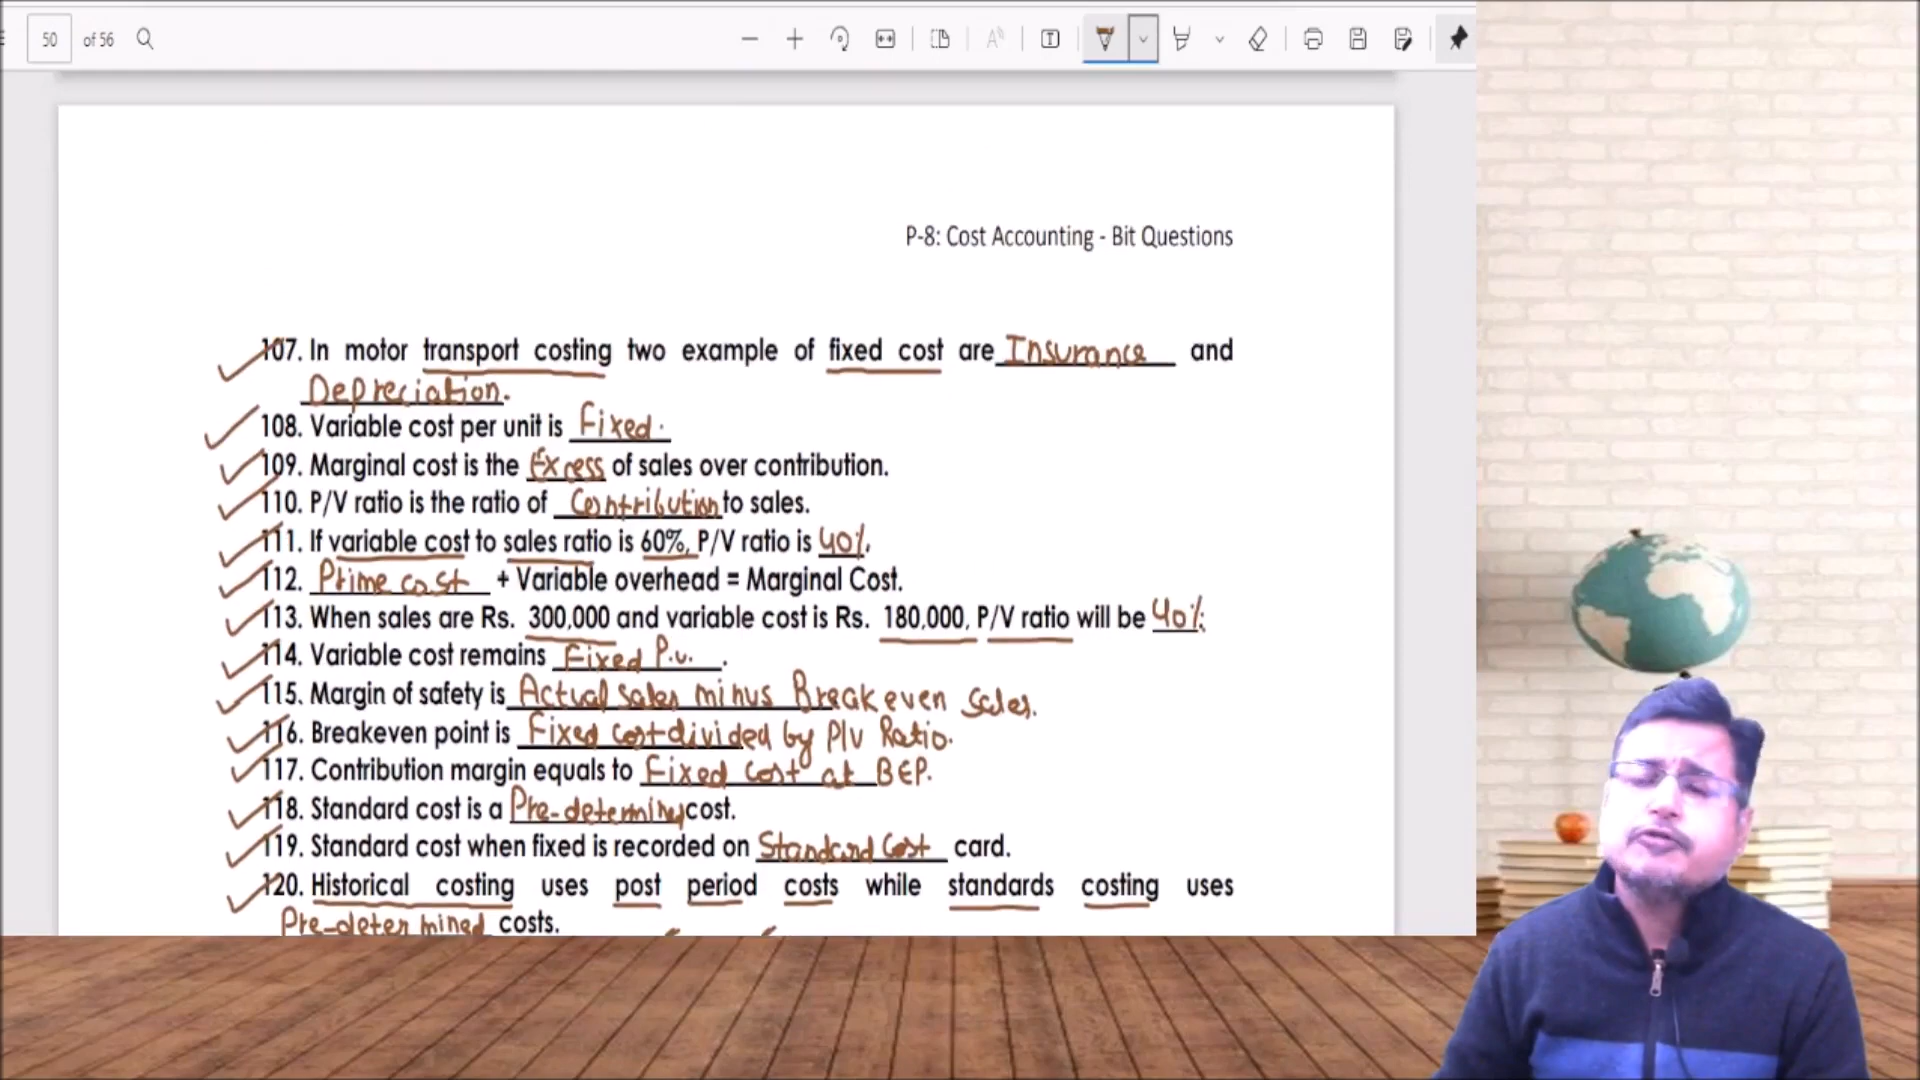 50 of 56
P-8: Cost Accounting - Bit Questions
107. In motor transport costing two example of fixed cost are Insurance and
Depreciation.
108. Variable cost per unit is fixed.
109. Marginal cost is the Excess of sales over contribution.
110. P/V ratio is the ratio of Contribution to sales.
111. If variable cost to sales ratio is 60%, P/V ratio is 40%.
112. Prime cost + Variable overhead = Marginal Cost.
113. When sales are Rs. 300,000 and variable cost is Rs. 180,000, P/V ratio will be 40%.
114. Variable cost remains Fixed P.u.
115. Margin of safety is Actual sales minus Breakeven Sales.
116. Breakeven point is Fixed cost divided by P/V Ratio.
117. Contribution margin equals to Fixed cost at BEP.
118. Standard cost is a Pre-determined cost.
119. Standard cost when fixed is recorded on Standard Cost card.
120. Historical costing uses post period costs while standards costing uses
Pre-determined costs.